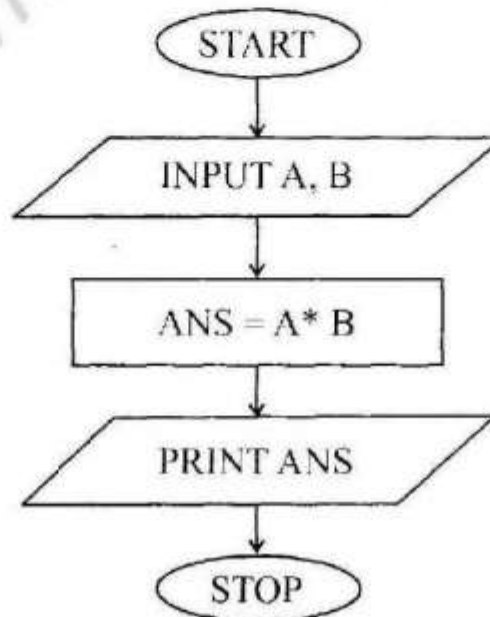 START
INPUT A, B
ANS = A* B
PRINT ANS
STOP